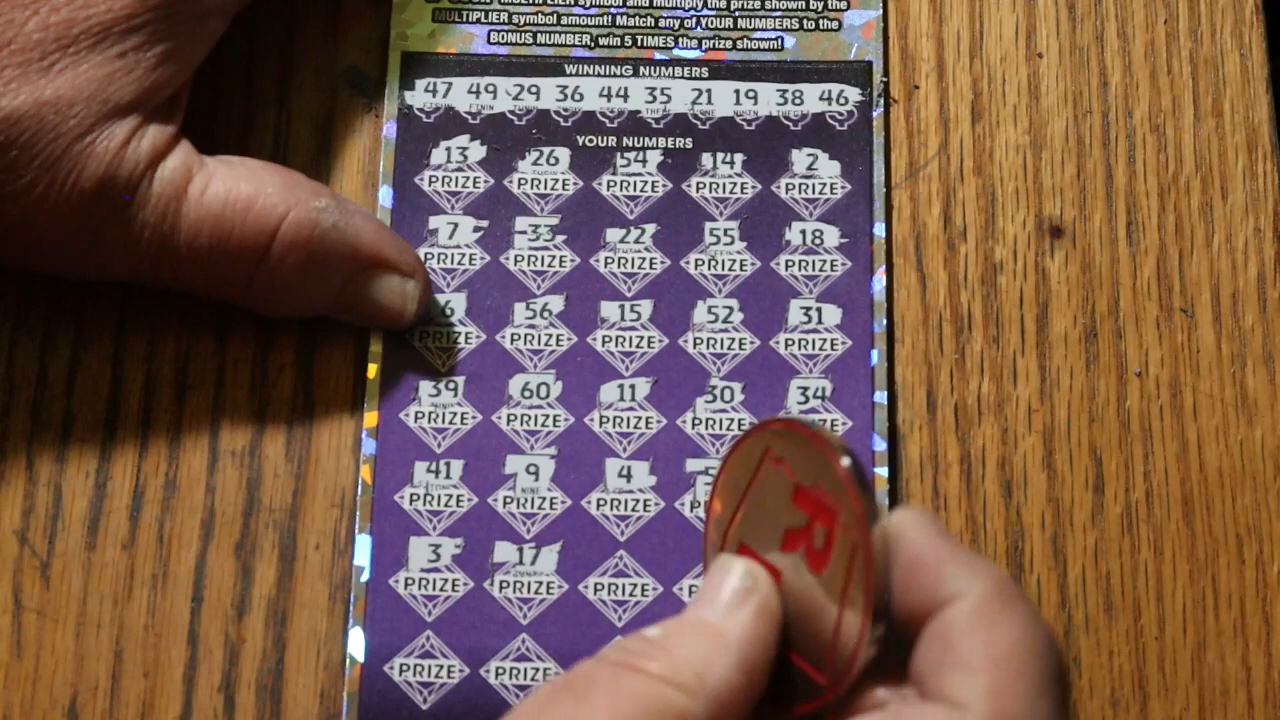 MULTIPLIER symbol and multiply the prize shown by the
MULTIPLIER symbol amount! Match any of YOUR NUMBERS to the
BONUS NUMBER, win 5 TIMES the prize shown!
WINNING NUMBERS
47 49 29 36 44 35 21 19 38 46
YOUR NUMBERS
13 26 54 14 2
PRIZE PRIZE PRIZE PRIZE PRIZE
7 33 22 55 18
PRIZE PRIZE PRIZE PRIZE PRIZE
6 56 15 52 31
PRIZE PRIZE PRIZE PRIZE PRIZE
39 60 11 30 34
PRIZE PRIZE PRIZE PRIZE
41 9 4
NINE
PRIZE PRIZE PRIZE
3 17
PRIZE PRIZE PRIZE
PRIZE PRIZE
R